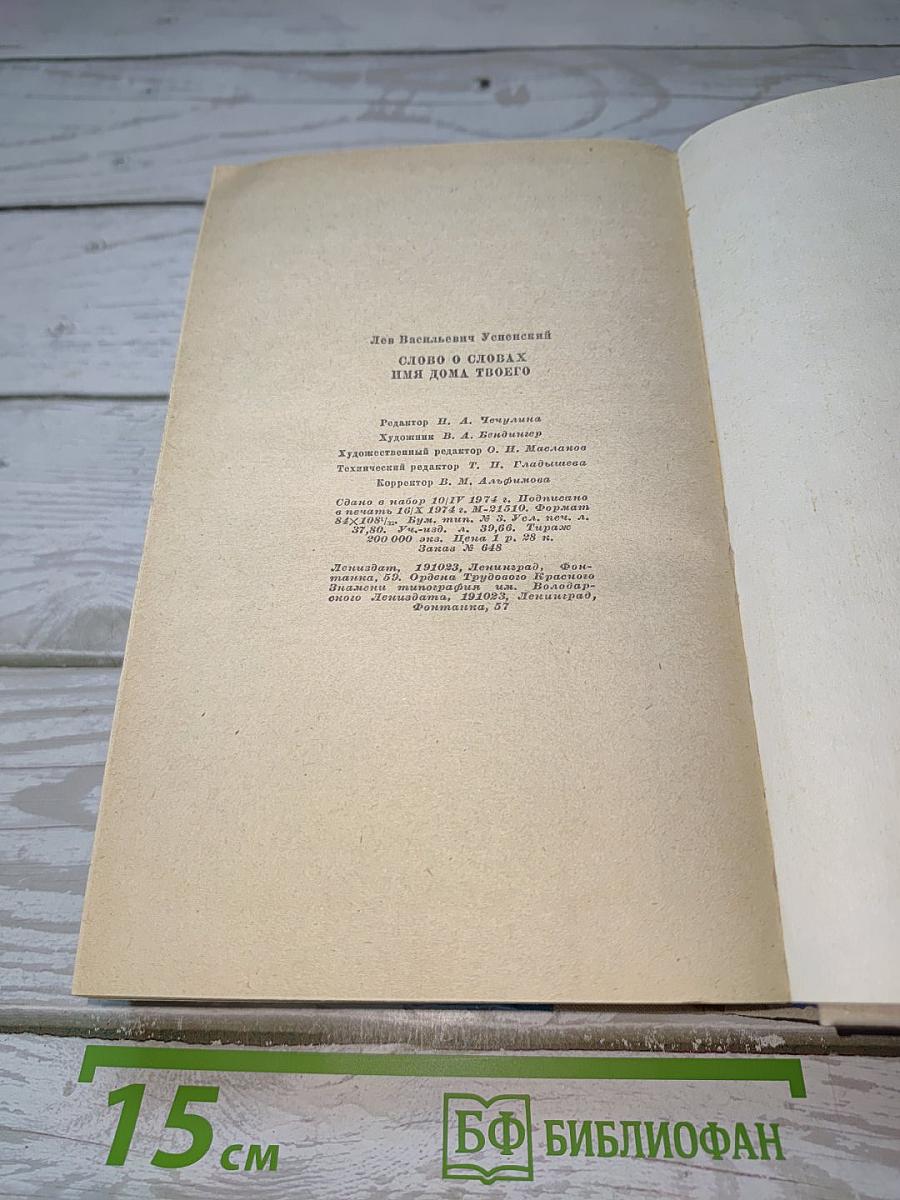 Лев Васильевич Успенский
СЛОВО О СЛОВАХ
ИМЯ ДОМА ТВОЕГО
Редактор Н. А. Чечулина
Художник В. А. Бендингер
Художественный редактор О. И. Маслаков
Технический редактор Т. П. Гладышева
Корректор В. М. Альфимова
Сдано в набор 10/IV 1974 г. Подписано
в печать 16/X 1974 г. М-21510. Формат
84×108¹/₃₂. Бум. тип. № 3. Усл. печ. л.
37,80. Уч.-изд. л. 39,66. Тираж
200 000 экз. Цена 1 р. 28 к.
Заказ № 648
Лениздат, 191023, Ленинград, Фон-
танка, 59. Ордена Трудового Красного
Знамени типография им. Володар-
ского Лениздата, 191023, Ленинград,
Фонтанка, 57
15 см
БФ БИБЛИОФАН